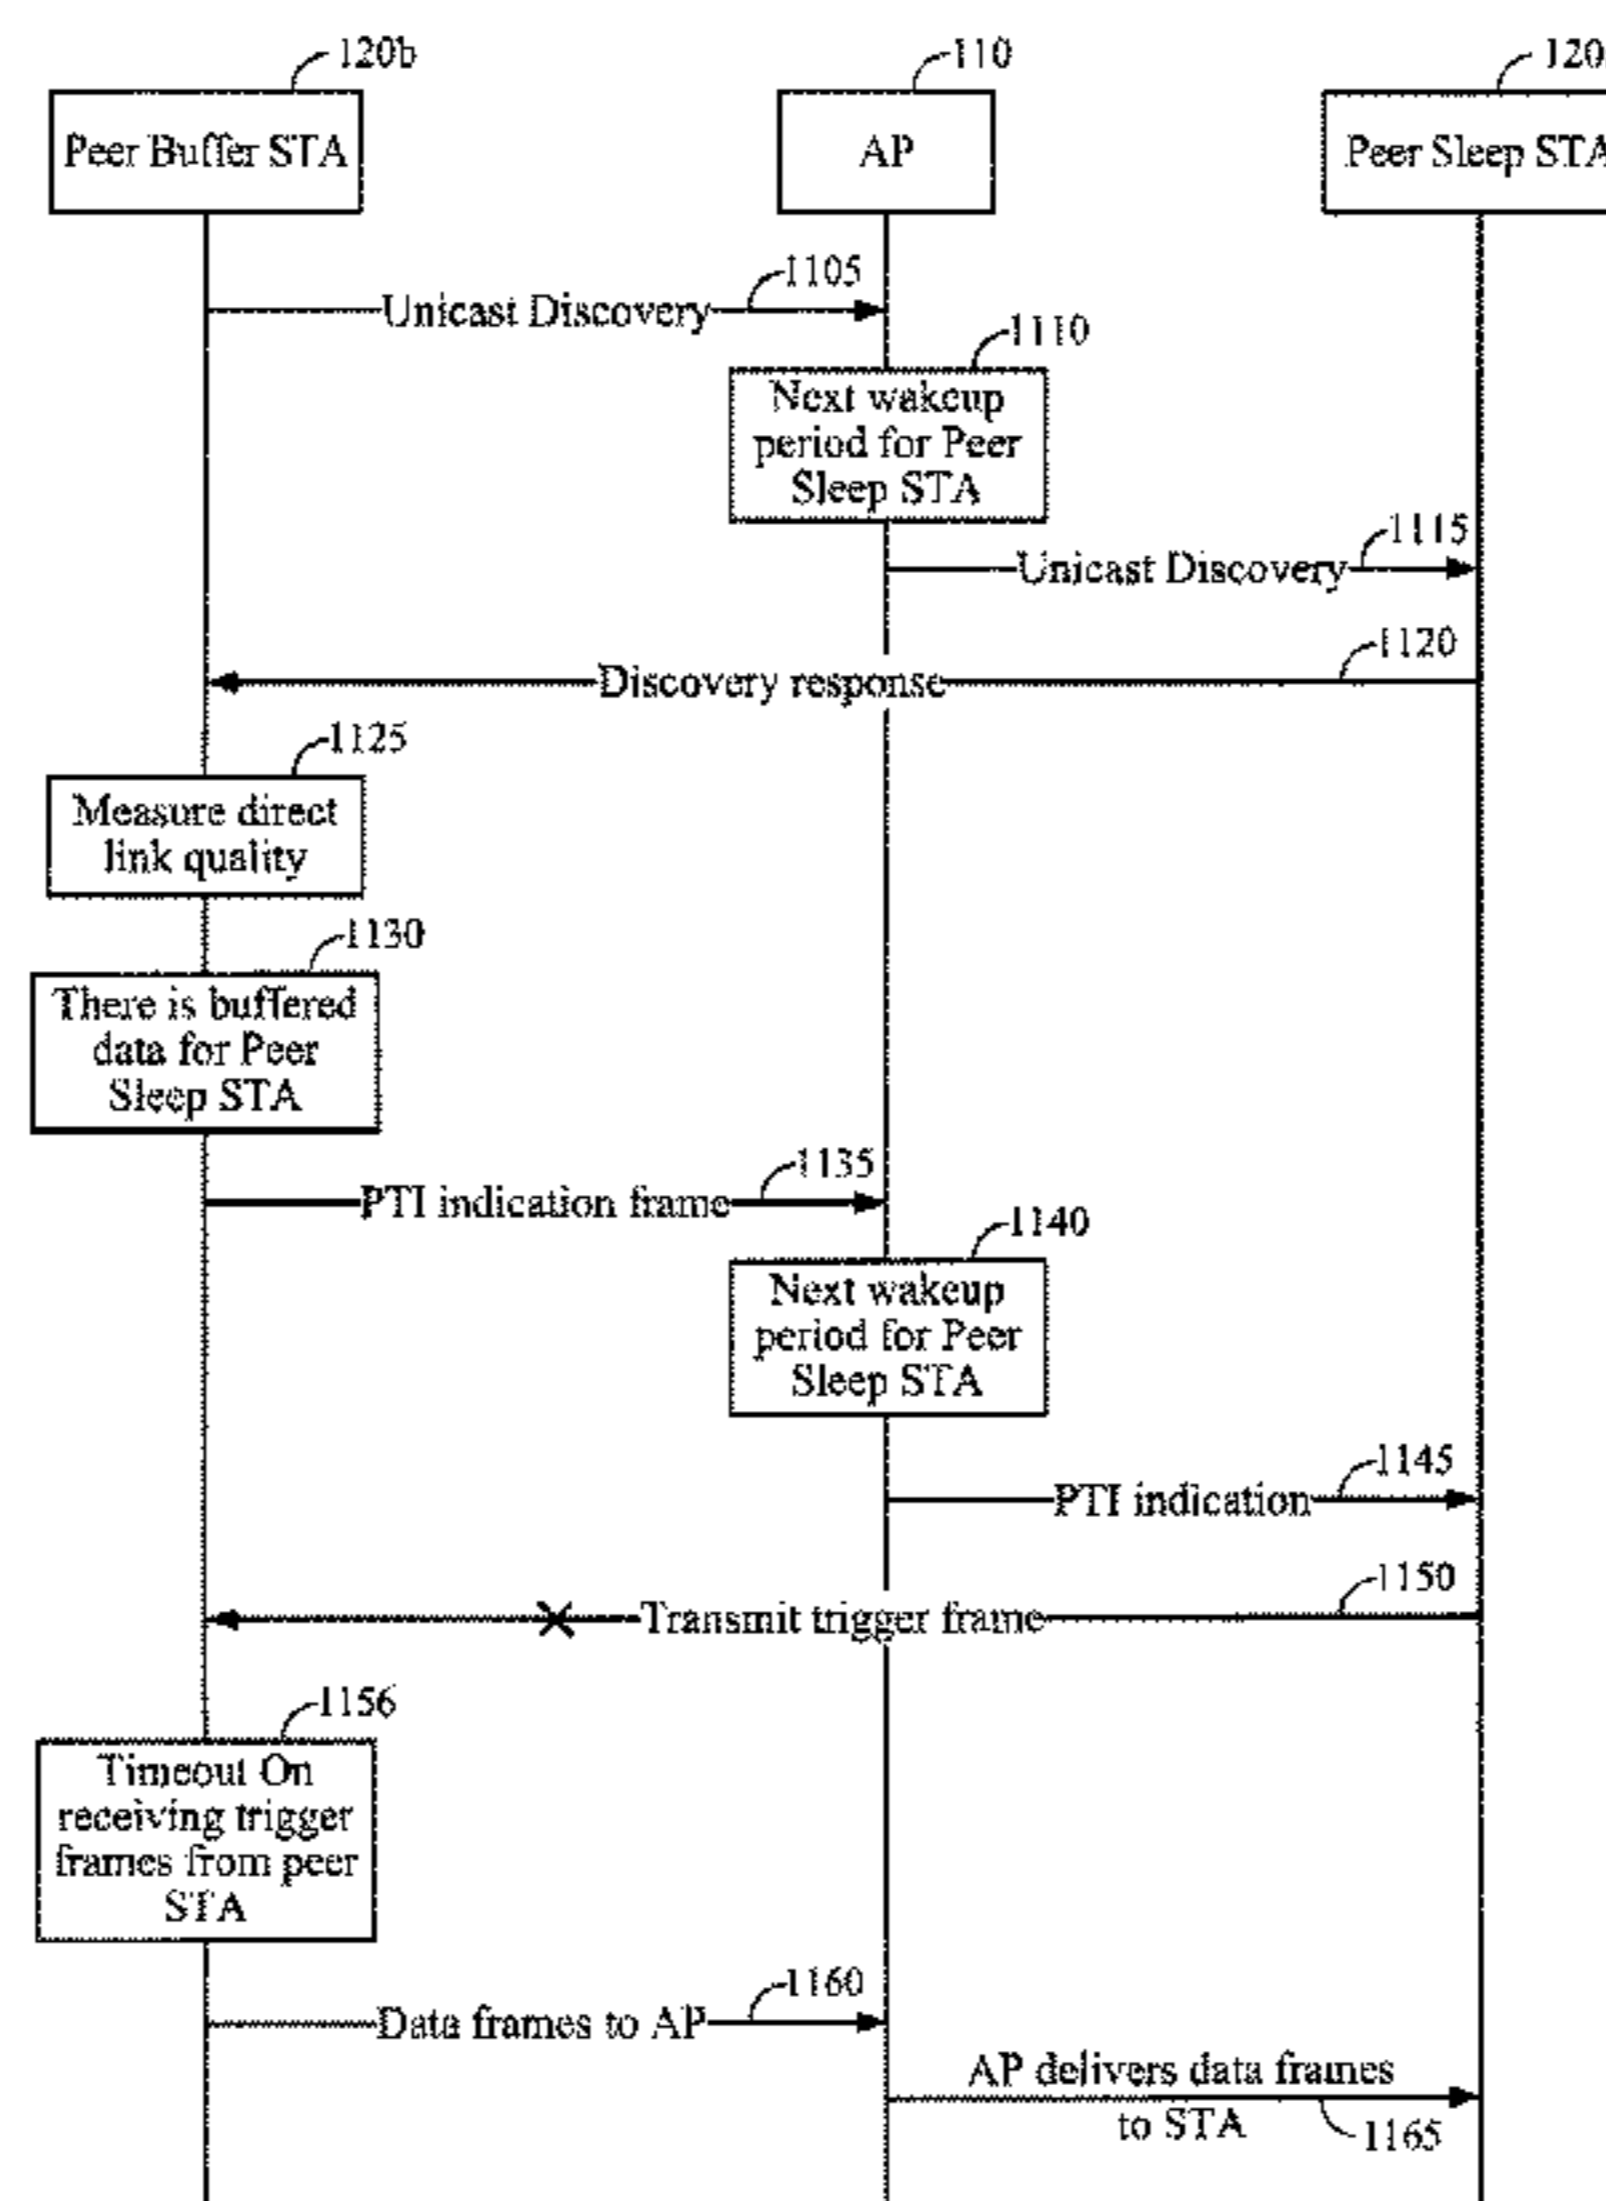 120b
110
120
Peer Buffer STA
AP
Peer Sleep STA
1105
Unicast Discovery
1110
Next wakeup
period for Peer
Sleep STA
1115
Unicast Discovery
1120
Discovery response
1125
Measure direct
link quality
1130
There is buffered
data for Peer
Sleep STA
1135
PTI indication frame
1140
Next wakeup
period for Peer
Sleep STA
1145
PTI indication
1150
Transmit trigger frame
1156
Timeout On
receiving trigger
frames from peer
STA
1160
Data frames to AP
AP delivers data frames
to STA
1165